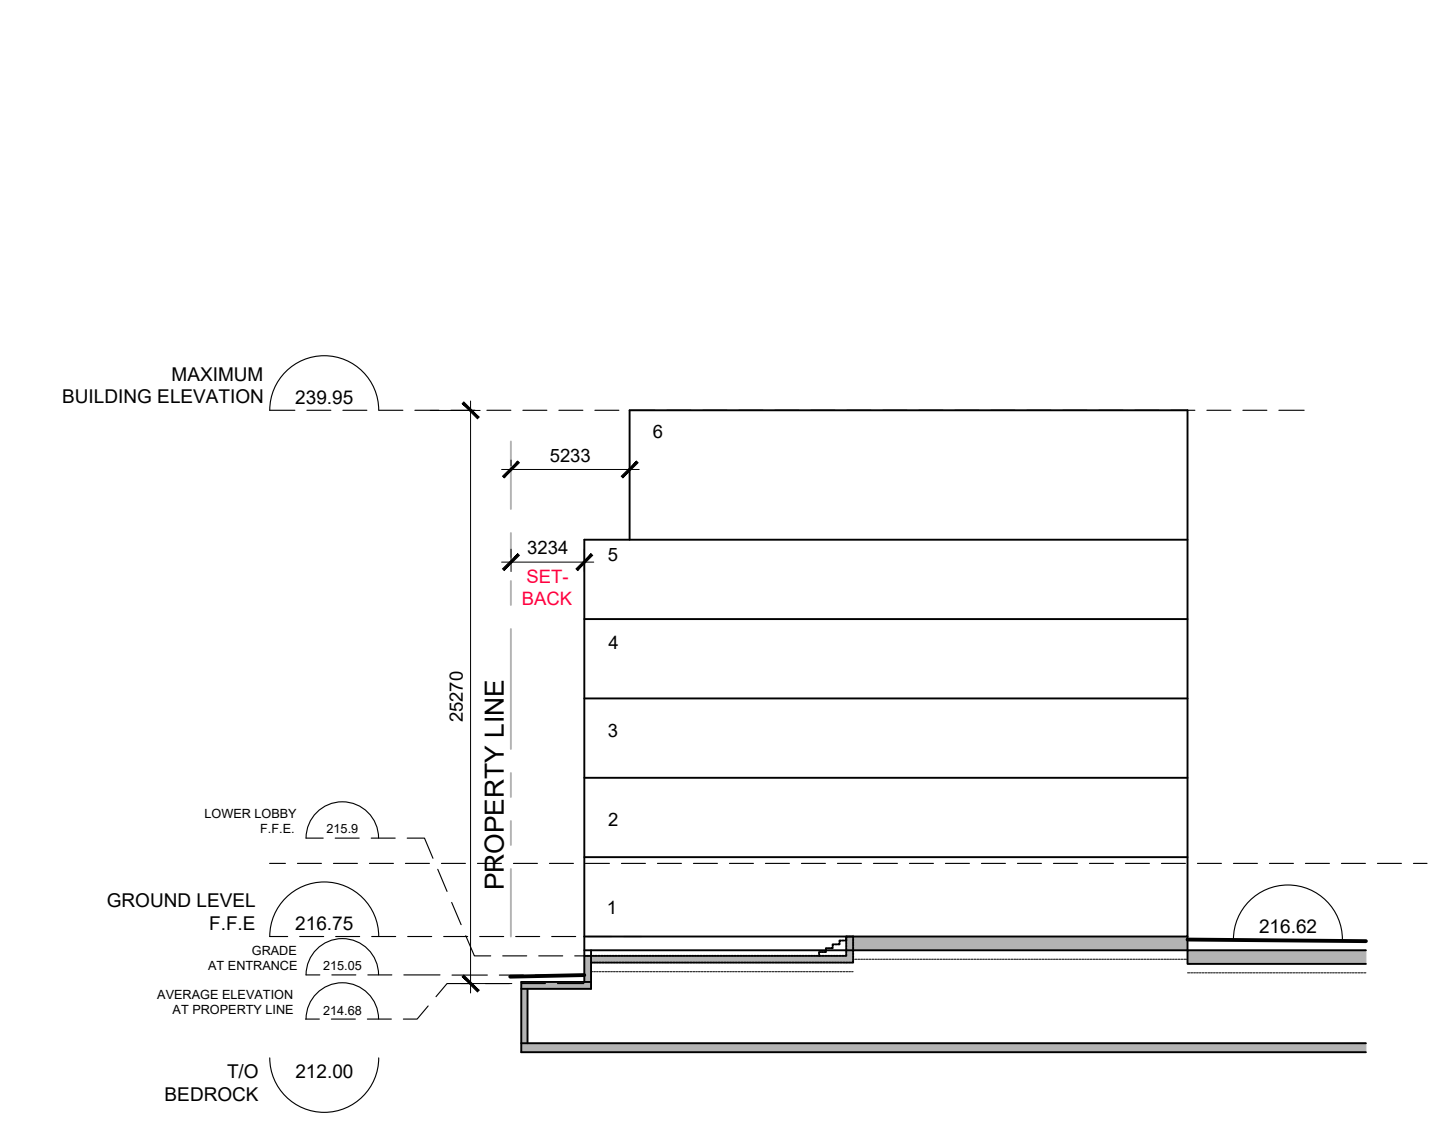 MAXIMUM
BUILDING ELEVATION
239.95
6
5233
3234
SET-
BACK
5
4
25270
PROPERTY LINE
3
2
LOWER LOBBY
F.F.E.
215.9
GROUND LEVEL
F.F.E
216.75
1
216.62
GRADE
AT ENTRANCE
215.05
AVERAGE ELEVATION
AT PROPERTY LINE
214.68
T/O
BEDROCK
212.00